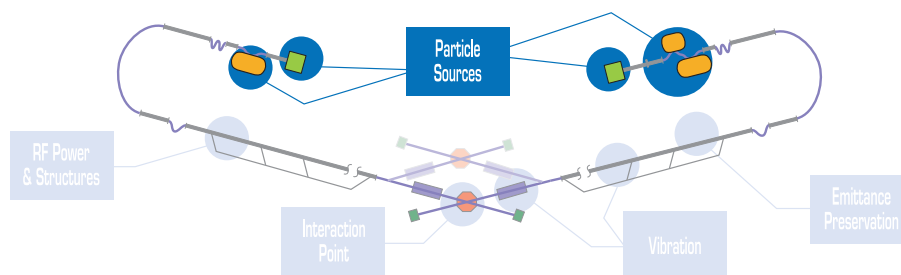 Particle
Sources
RF Power
& Structures
Interaction
Point
Vibration
Emittance
Preservation